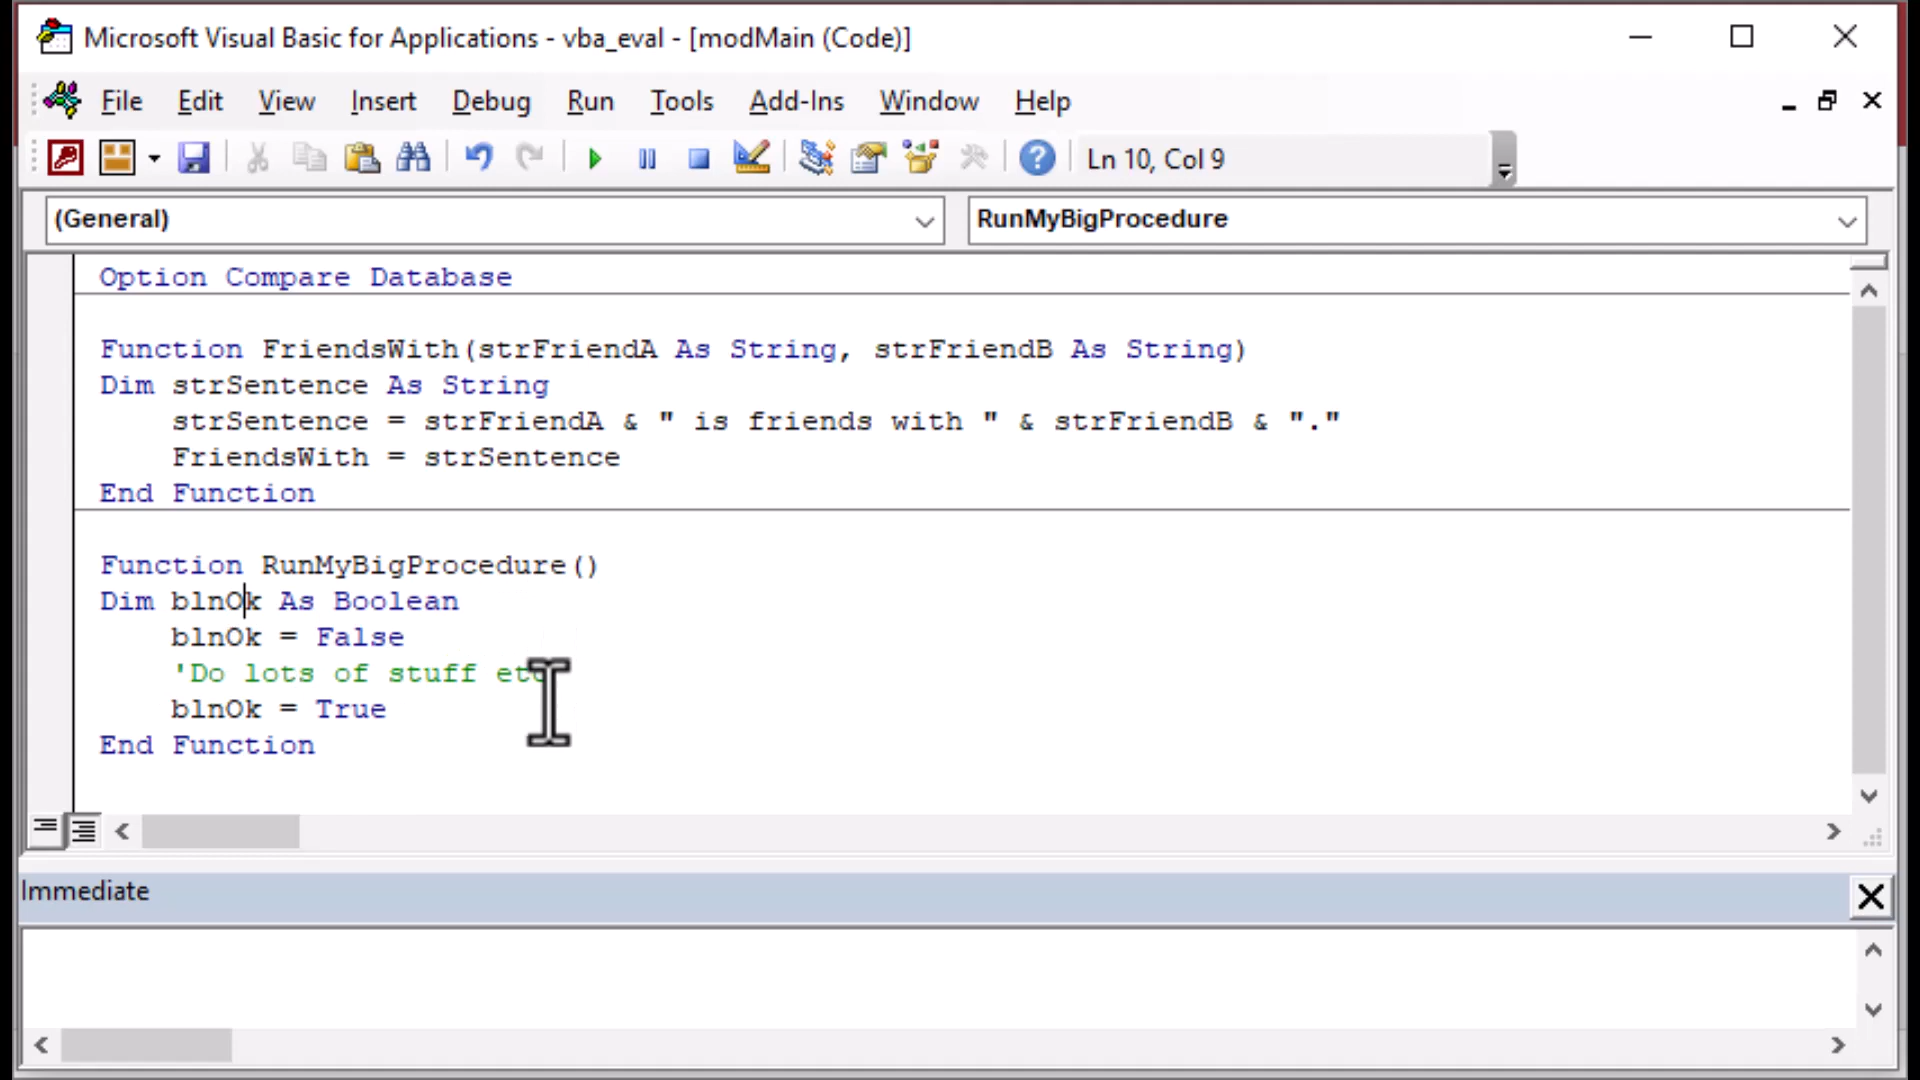 Microsoft Visual Basic for Applications - vba_eval - [modMain (Code)]
File Edit View Insert Debug Run Tools Add-Ins Window Help
Ln 10, Col 9
(General) RunMyBigProcedure
Option Compare Database
Function FriendsWith(strFriendA As String, strFriendB As String)
Dim strSentence As String
strSentence = strFriendA & " is friends with " & strFriendB & "."
FriendsWith = strSentence
End Function
Function RunMyBigProcedure()
Dim blnOk As Boolean
blnOk = False
'Do lots of stuff etc
blnOk = True
End Function
Immediate